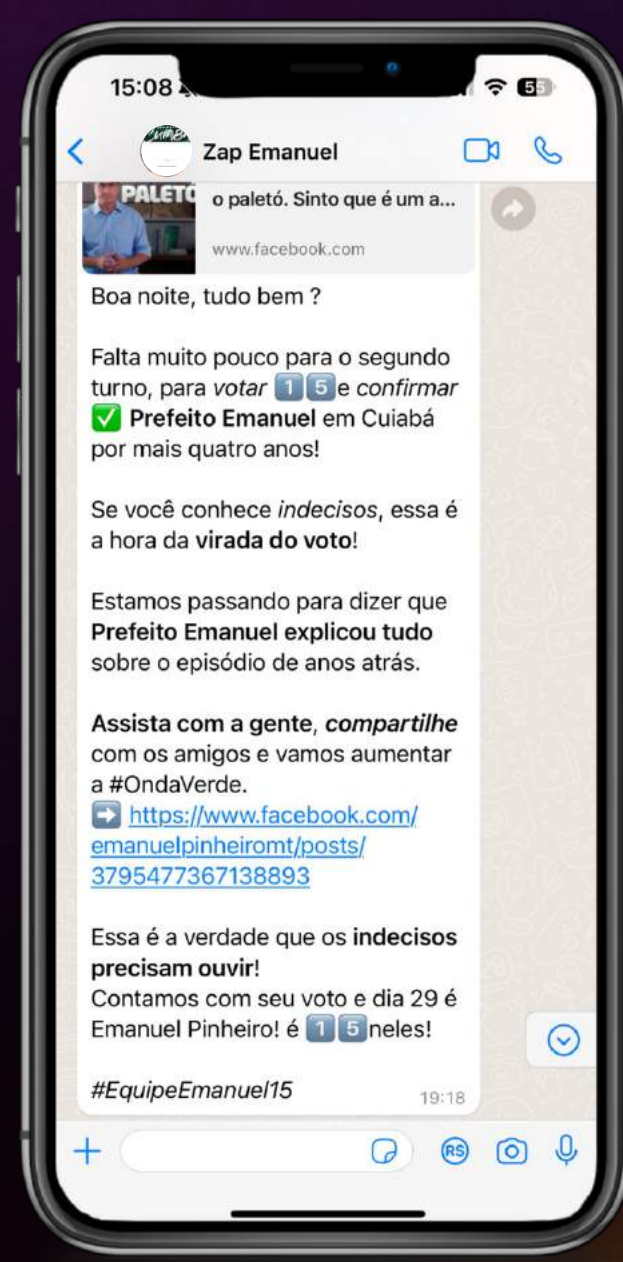 15:08
55
Zap Emanuel
PALETÓ
o paletó. Sinto que é um a...
www.facebook.com
Boa noite, tudo bem ?
Falta muito pouco para o segundo
turno, para votar 1️⃣5️⃣e confirmar
✅ Prefeito Emanuel em Cuiabá
por mais quatro anos!
Se você conhece indecisos, essa é
a hora da virada do voto!
Estamos passando para dizer que
Prefeito Emanuel explicou tudo
sobre o episódio de anos atrás.
Assista com a gente, compartilhe
com os amigos e vamos aumentar
a #OndaVerde.
➡️ https://www.facebook.com/
emanuelpinheiromt/posts/
3795477367138893
Essa é a verdade que os indecisos
precisam ouvir!
Contamos com seu voto e dia 29 é
Emanuel Pinheiro! é 1️⃣5️⃣neles!
#EquipeEmanuel15
19:18
R$